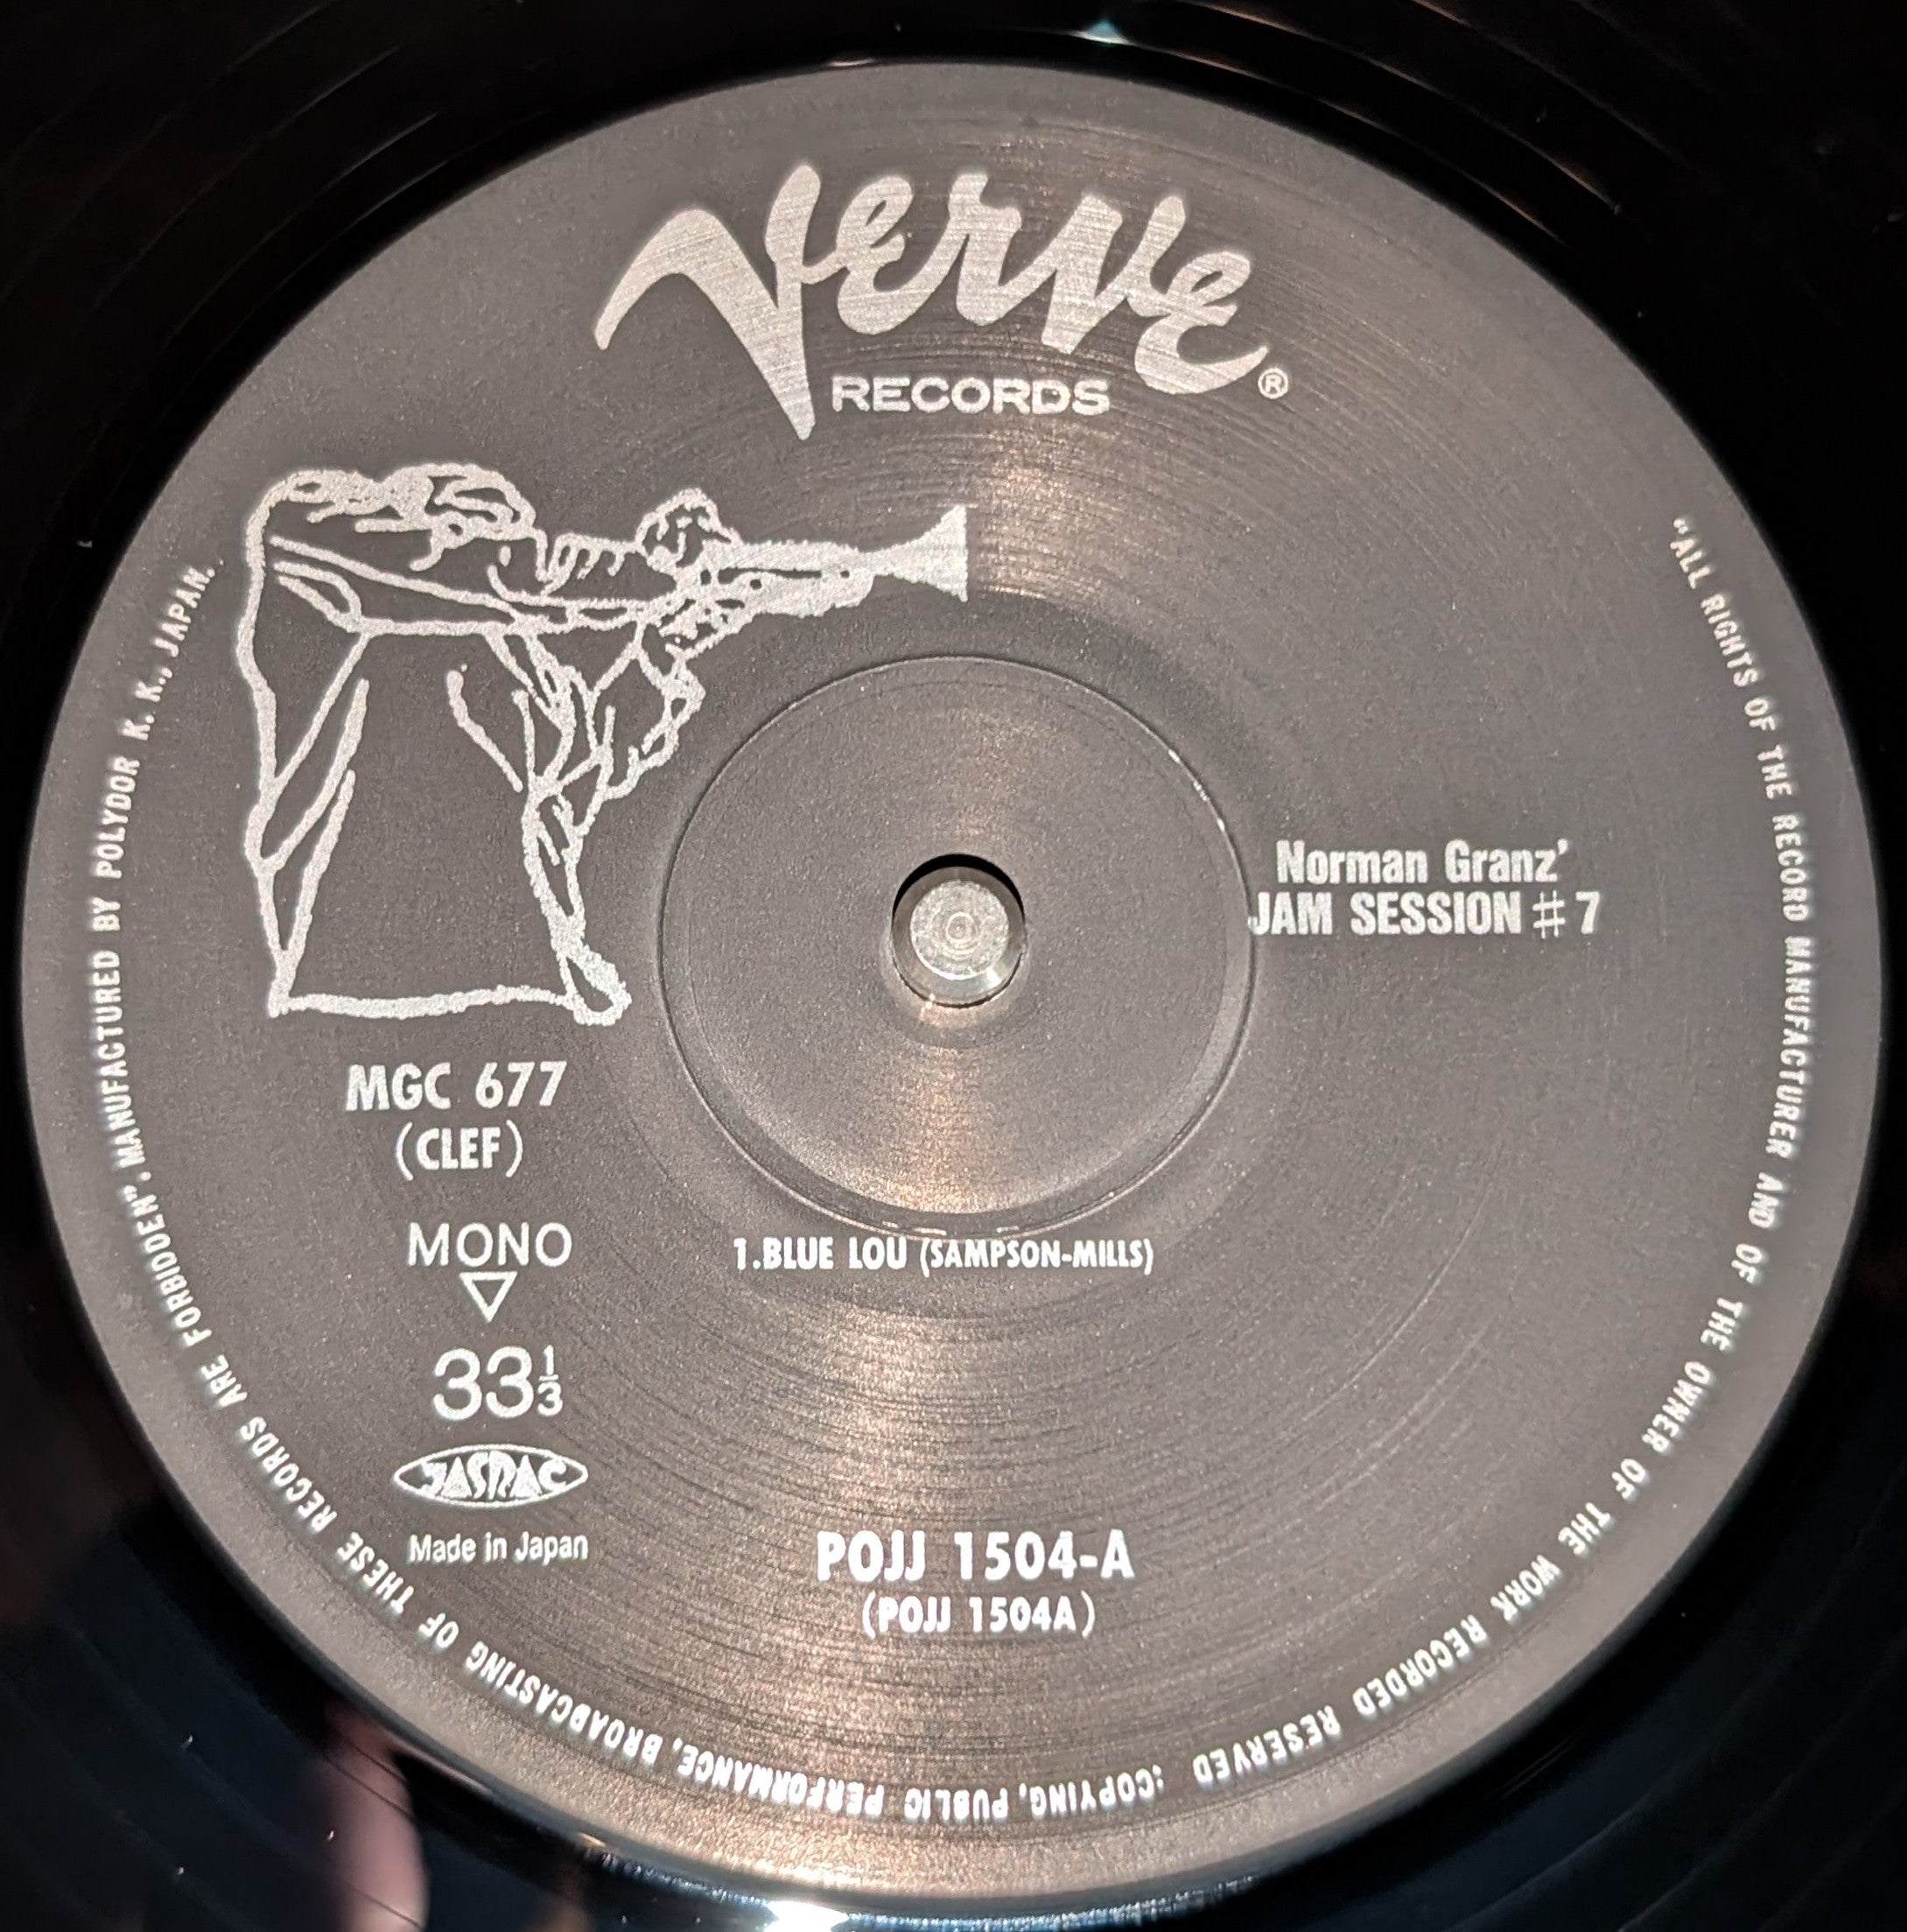 Verve
RECORDS®
Norman Granz'
JAM SESSION #7
MGC 677
(CLEF)
MONO
33 1/3
JASRAC
Made in Japan
1.BLUE LOU (SAMPSON-MILLS)
POJJ 1504-A
(POJJ 1504A)
"ALL RIGHTS OF THE RECORD MANUFACTURER AND OF THE OWNER OF THE WORK RECORDED RESERVED :COPYING, PUBLIC PERFORMANCE, BROADCASTING OF THESE RECORDS ARE FORBIDDEN". MANUFACTURED BY POLYDOR K. K., JAPAN.